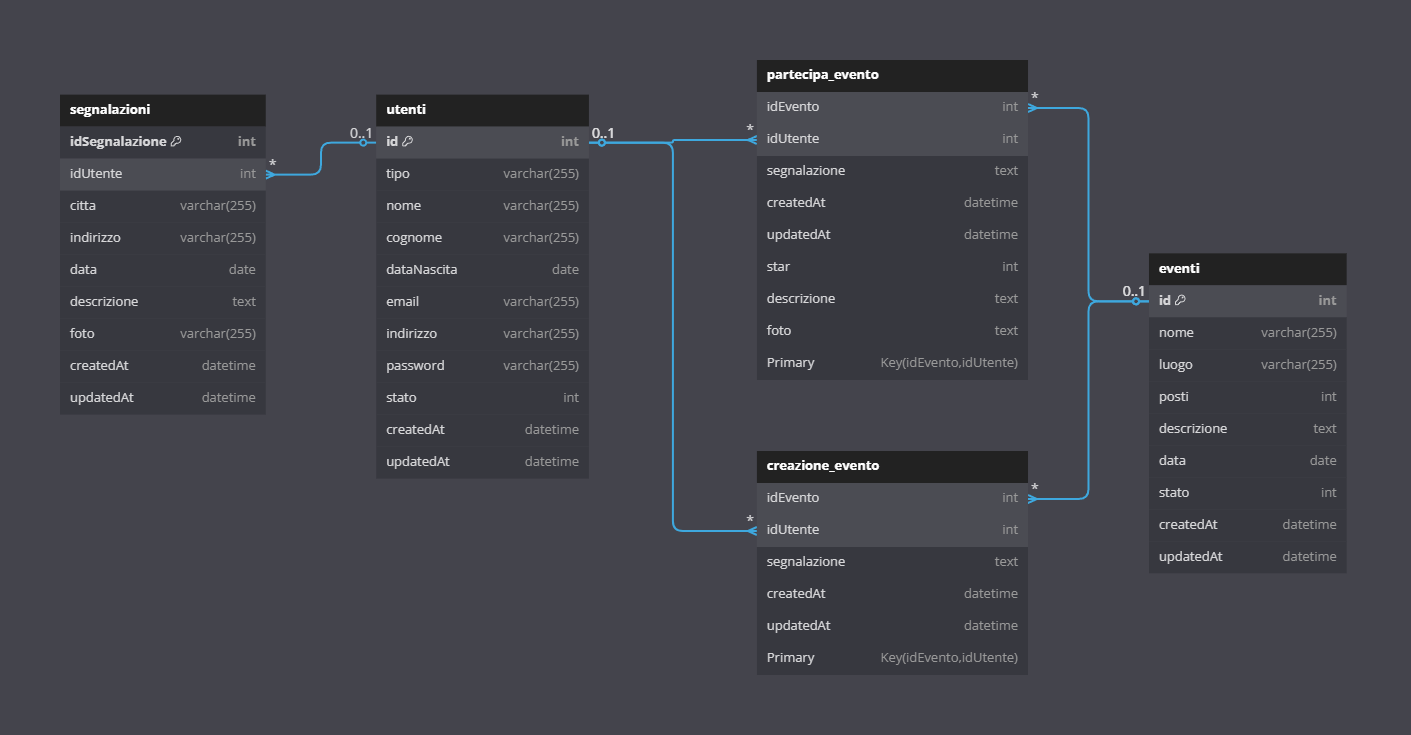 segnalazioni
idSegnalazione int
idUtente int
citta varchar(255)
indirizzo varchar(255)
data date
descrizione text
foto varchar(255)
createdAt datetime
updatedAt datetime
*
0..1
utenti
id int
tipo varchar(255)
nome varchar(255)
cognome varchar(255)
dataNascita date
email varchar(255)
indirizzo varchar(255)
password varchar(255)
stato int
createdAt datetime
updatedAt datetime
0..1
*
partecipa_evento
idEvento int
idUtente int
segnalazione text
createdAt datetime
updatedAt datetime
star int
descrizione text
foto text
Primary Key(idEvento,idUtente)
*
*
creazione_evento
idEvento int
idUtente int
segnalazione text
createdAt datetime
updatedAt datetime
Primary Key(idEvento,idUtente)
*
0..1
eventi
id int
nome varchar(255)
luogo varchar(255)
posti int
descrizione text
data date
stato int
createdAt datetime
updatedAt datetime